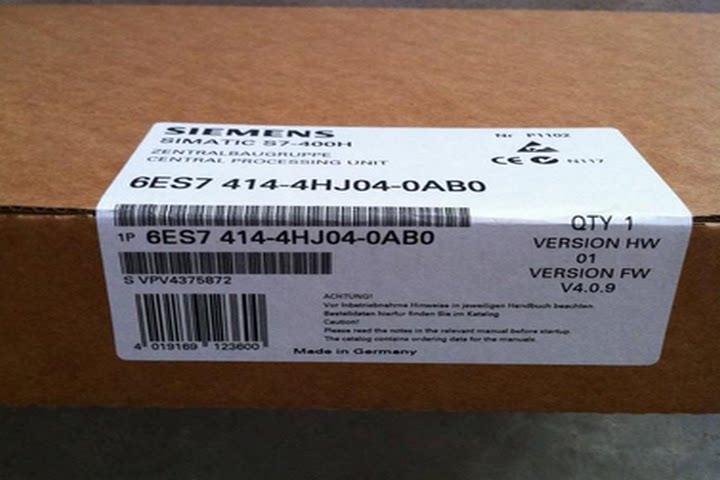 SIEMENS
SIMATIC S7-400H
ZENTRALBAUGRUPPE
CENTRAL PROCESSING UNIT
Nr P1102
CE N117
6ES7 414-4HJ04-0AB0
1P 6ES7 414-4HJ04-0AB0
QTY 1
VERSION HW
01
VERSION FW
V4.0.9
S VPV4375872
ACHTUNG!
Vor Inbetriebnahme Hinweise in jeweiligen Handbuch beachten.
Bestelldaten hierfur finden Sie im Katalog
Caution!
Please read the notes in the relevant manual before startup.
The catalog contains ordering data for the manuals.
4 019169 123600
Made in Germany